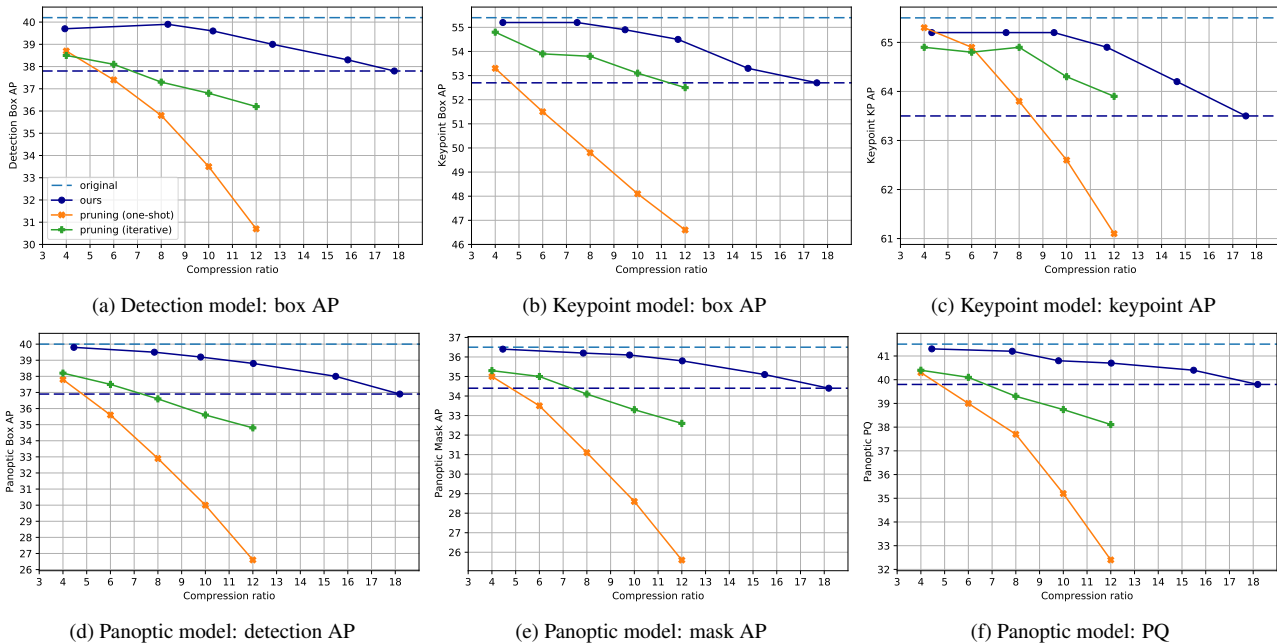 Detection Box AP
40
39
38
37
36
35
34
33
32
31
30
original
ours
pruning (one-shot)
pruning (iterative)
3 4 5 6 7 8 9 10 11 12 13 14 15 16 17 18
Compression ratio
(a) Detection model: box AP
Keypoint Box AP
55
54
53
52
51
50
49
48
47
46
3 4 5 6 7 8 9 10 11 12 13 14 15 16 17 18
Compression ratio
(b) Keypoint model: box AP
Keypoint KP AP
65
64
63
62
61
3 4 5 6 7 8 9 10 11 12 13 14 15 16 17 18
Compression ratio
(c) Keypoint model: keypoint AP
Panoptic Box AP
40
39
38
37
36
35
34
33
32
31
30
29
28
27
26
3 4 5 6 7 8 9 10 11 12 13 14 15 16 17 18
Compression ratio
(d) Panoptic model: detection AP
Panoptic Mask AP
37
36
35
34
33
32
31
30
29
28
27
26
3 4 5 6 7 8 9 10 11 12 13 14 15 16 17 18
Compression ratio
(e) Panoptic model: mask AP
Panoptic PQ
41
40
39
38
37
36
35
34
33
32
3 4 5 6 7 8 9 10 11 12 13 14 15 16 17 18
Compression ratio
(f) Panoptic model: PQ